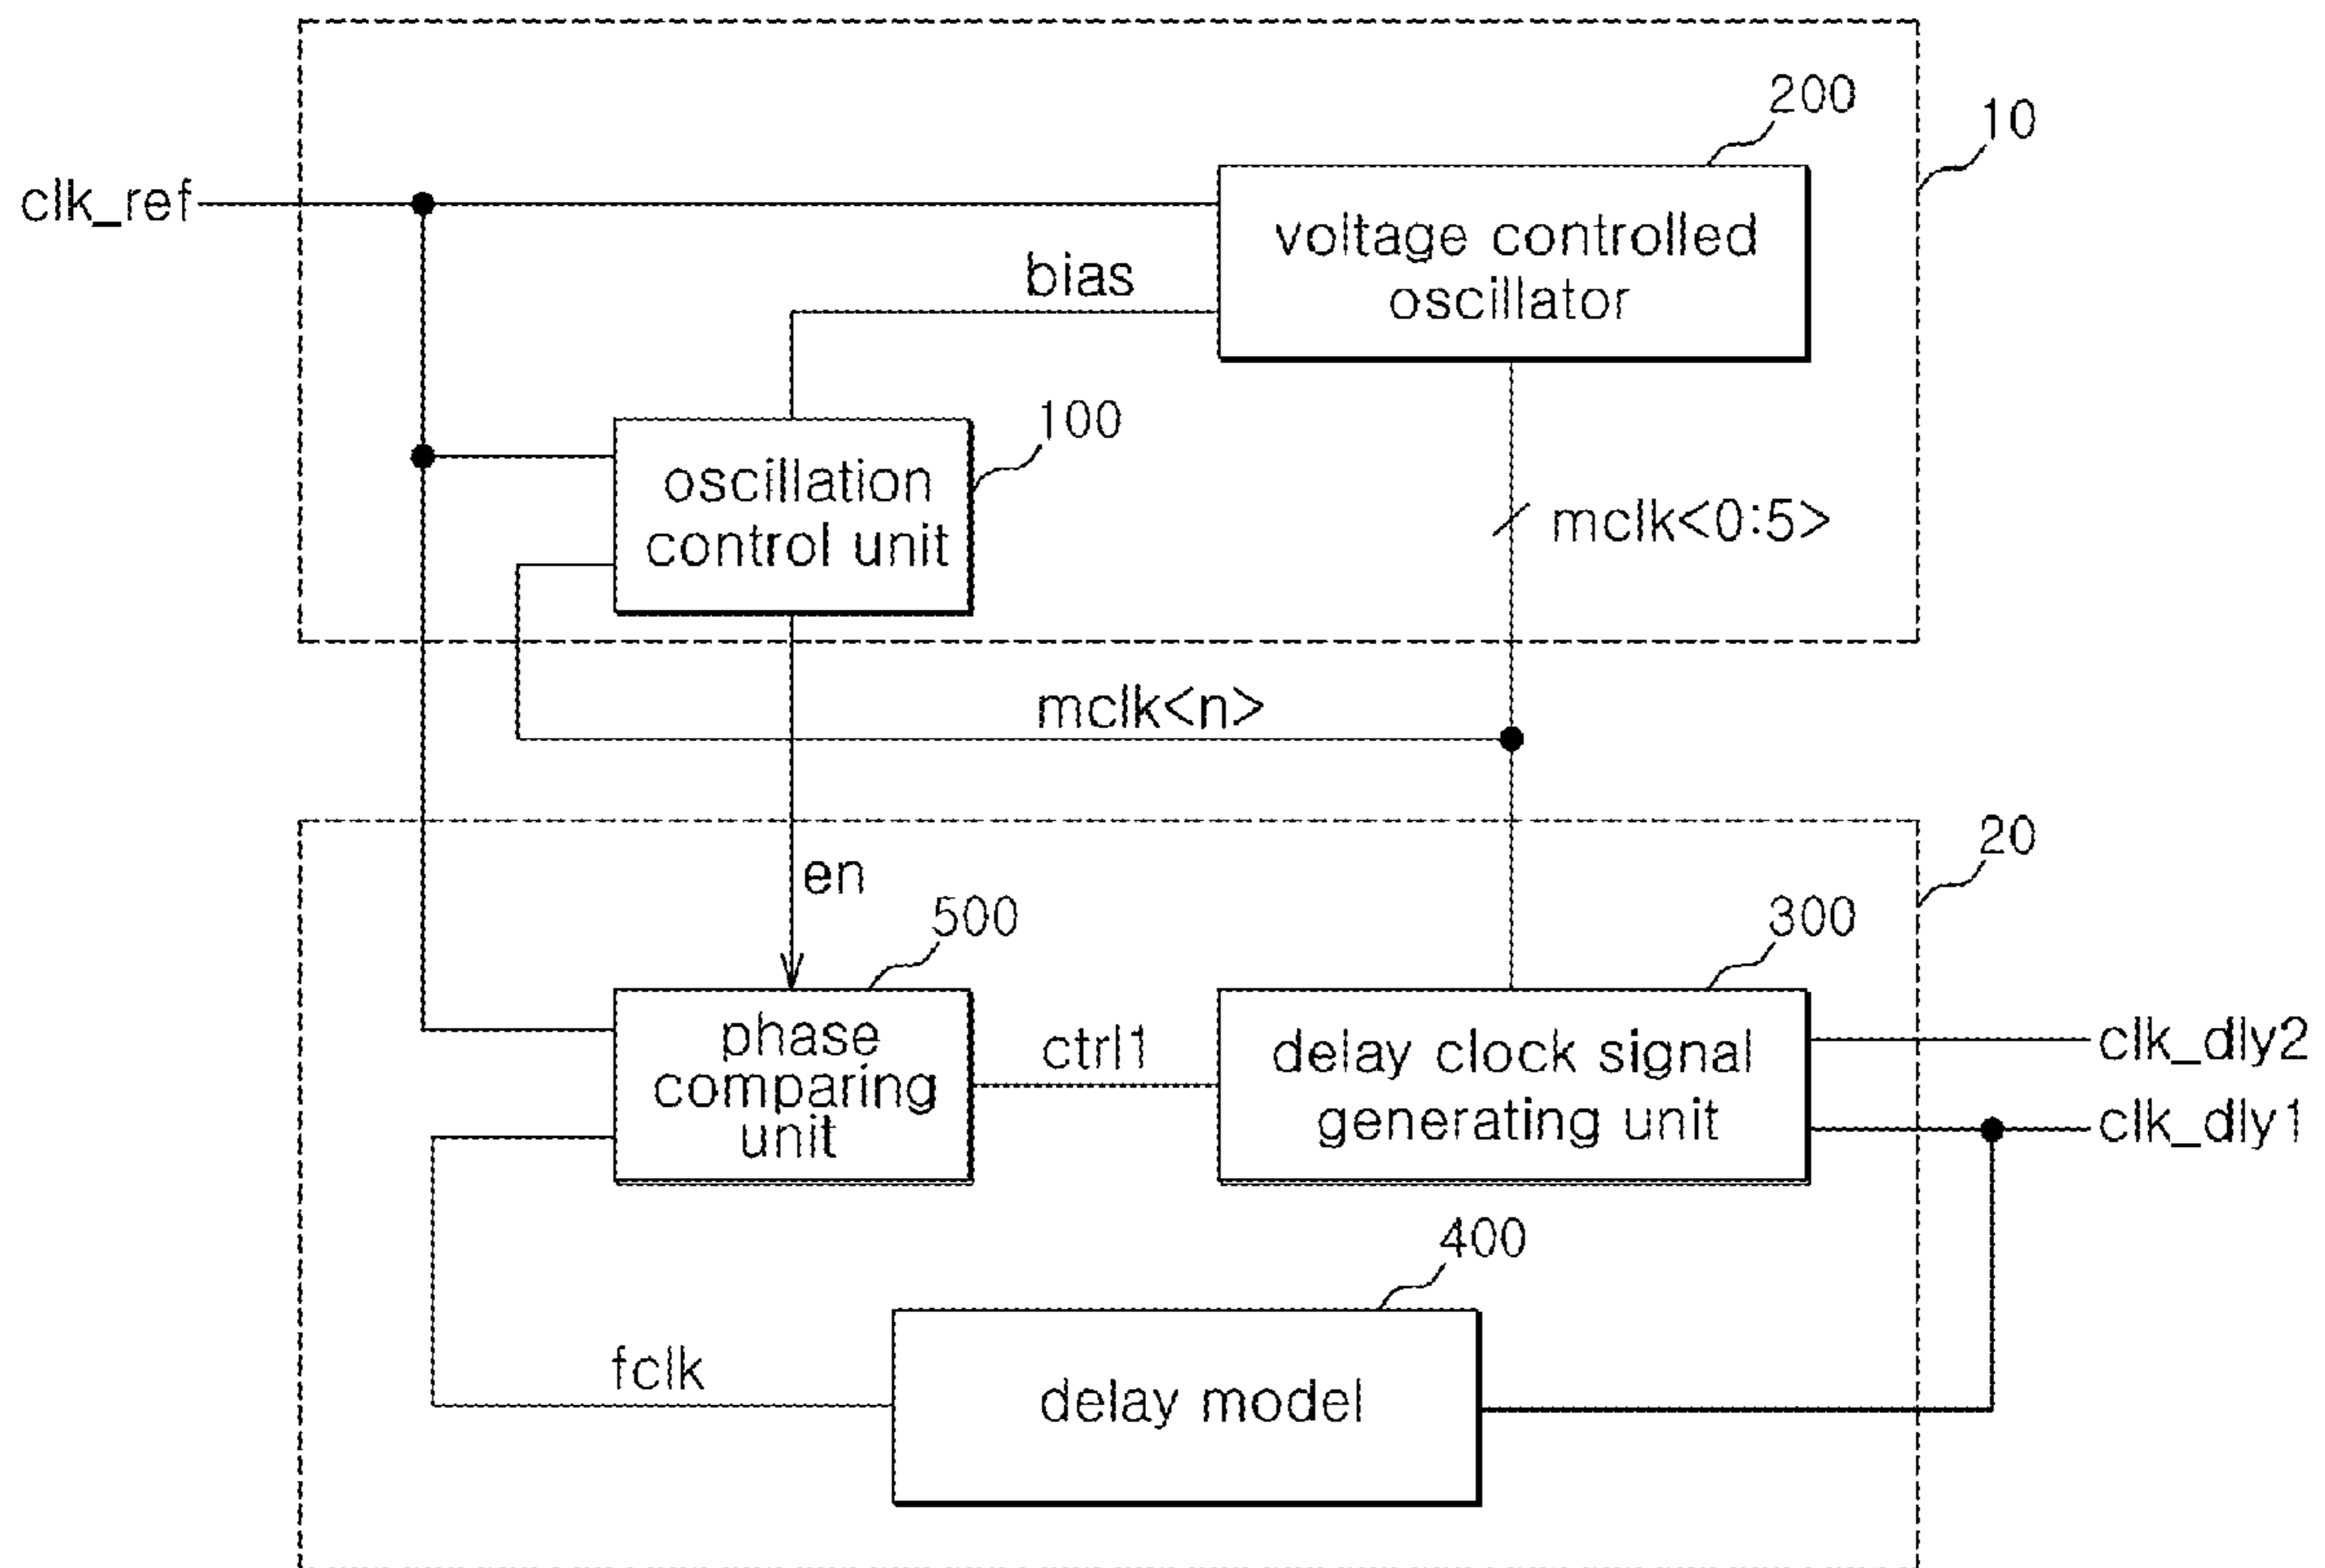 200
10
clk_ref
voltage controlled
oscillator
bias
100
oscillation
control unit
mclk<0:5>
mclk<n>
20
en
500
300
phase
comparing
unit
ctrl1
delay clock signal
generating unit
clk_dly2
clk_dly1
400
fclk
delay model